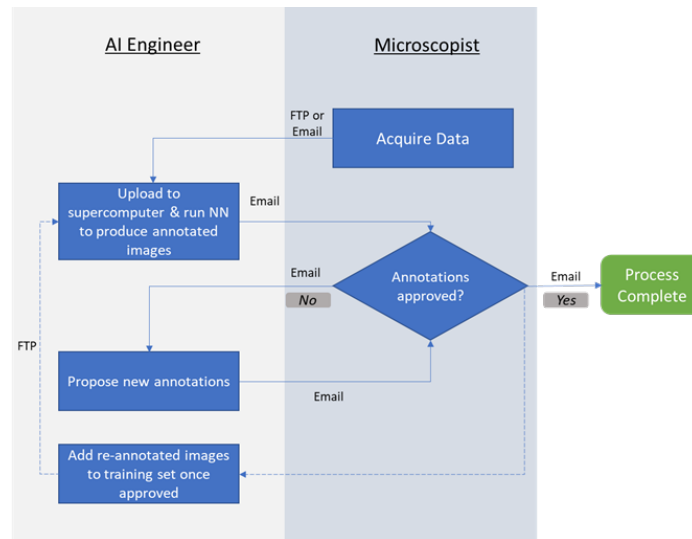 AI Engineer
Microscopist
FTP or
Email
Acquire Data
Upload to
supercomputer & run NN
to produce annotated
images
Email
Annotations
approved?
Email
No
Email
Yes
Process
Complete
FTP
Propose new annotations
Email
Add re-annotated images
to training set once
approved